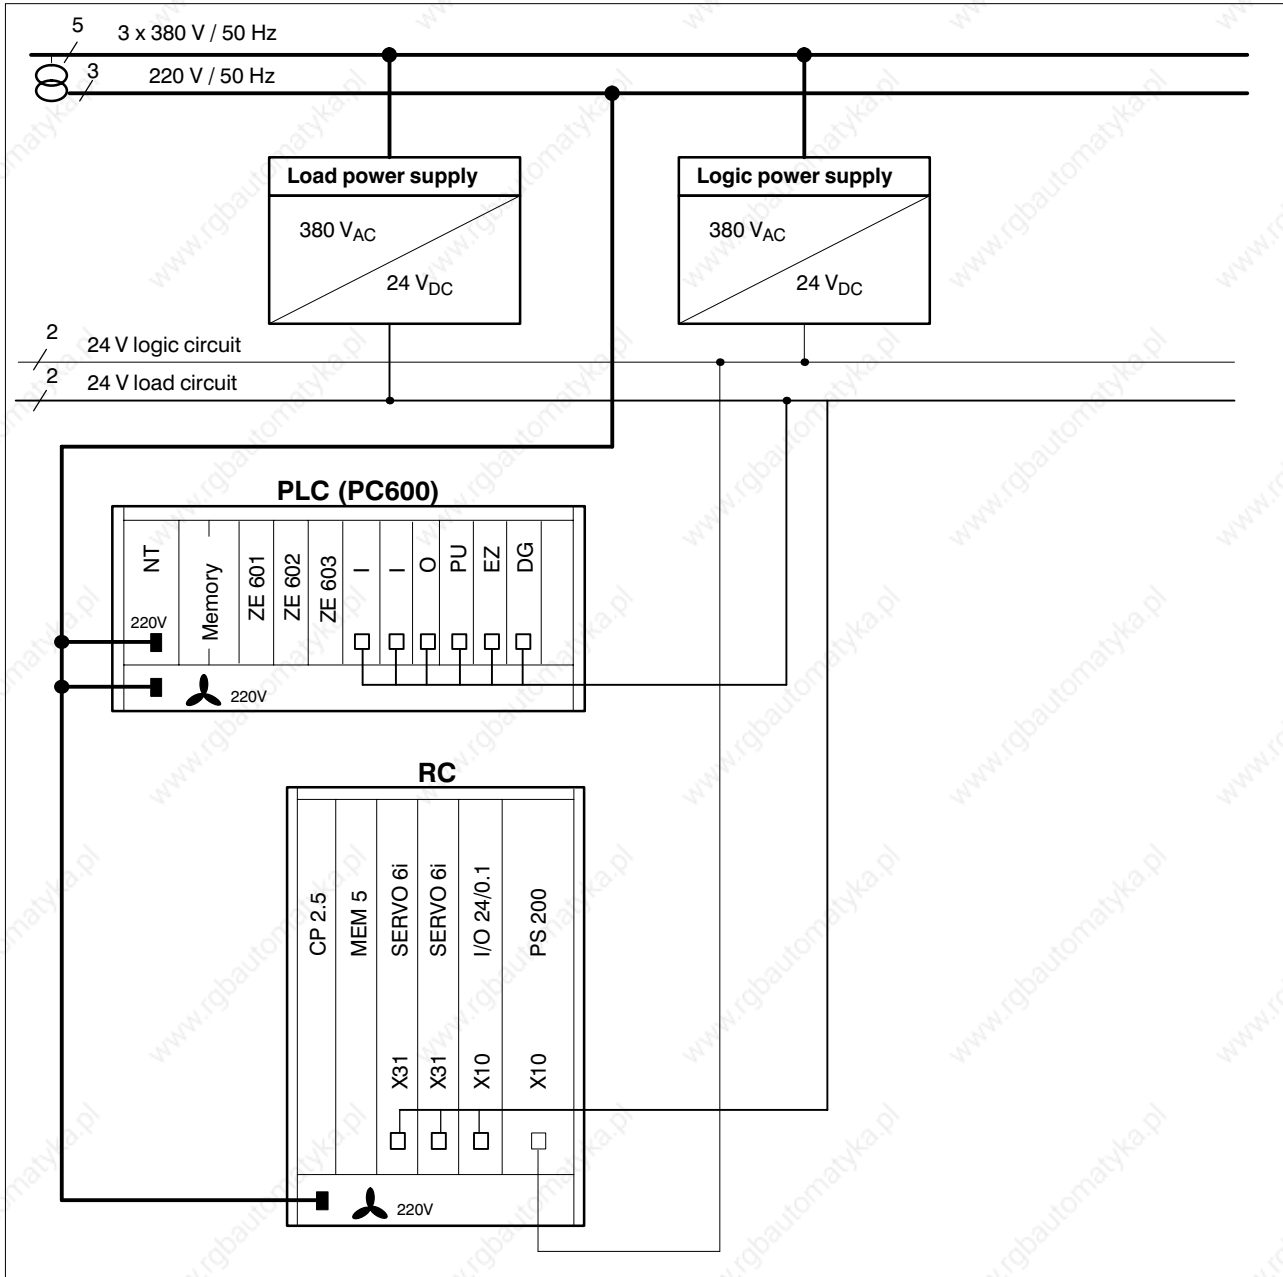 5
3 x 380 V / 50 Hz
3
220 V / 50 Hz
Load power supply
Logic power supply
380 VAC
24 VDC
380 VAC
24 VDC
2
24 V logic circuit
2
24 V load circuit
PLC (PC600)
NT
Memory
ZE 601
ZE 602
ZE 603
I
I
O
PU
EZ
DG
220V
220V
RC
CP 2.5
MEM 5
SERVO 6i
SERVO 6i
I/O 24/0.1
PS 200
X31
X31
X10
X10
220V
www.rgbautomatyka.pl